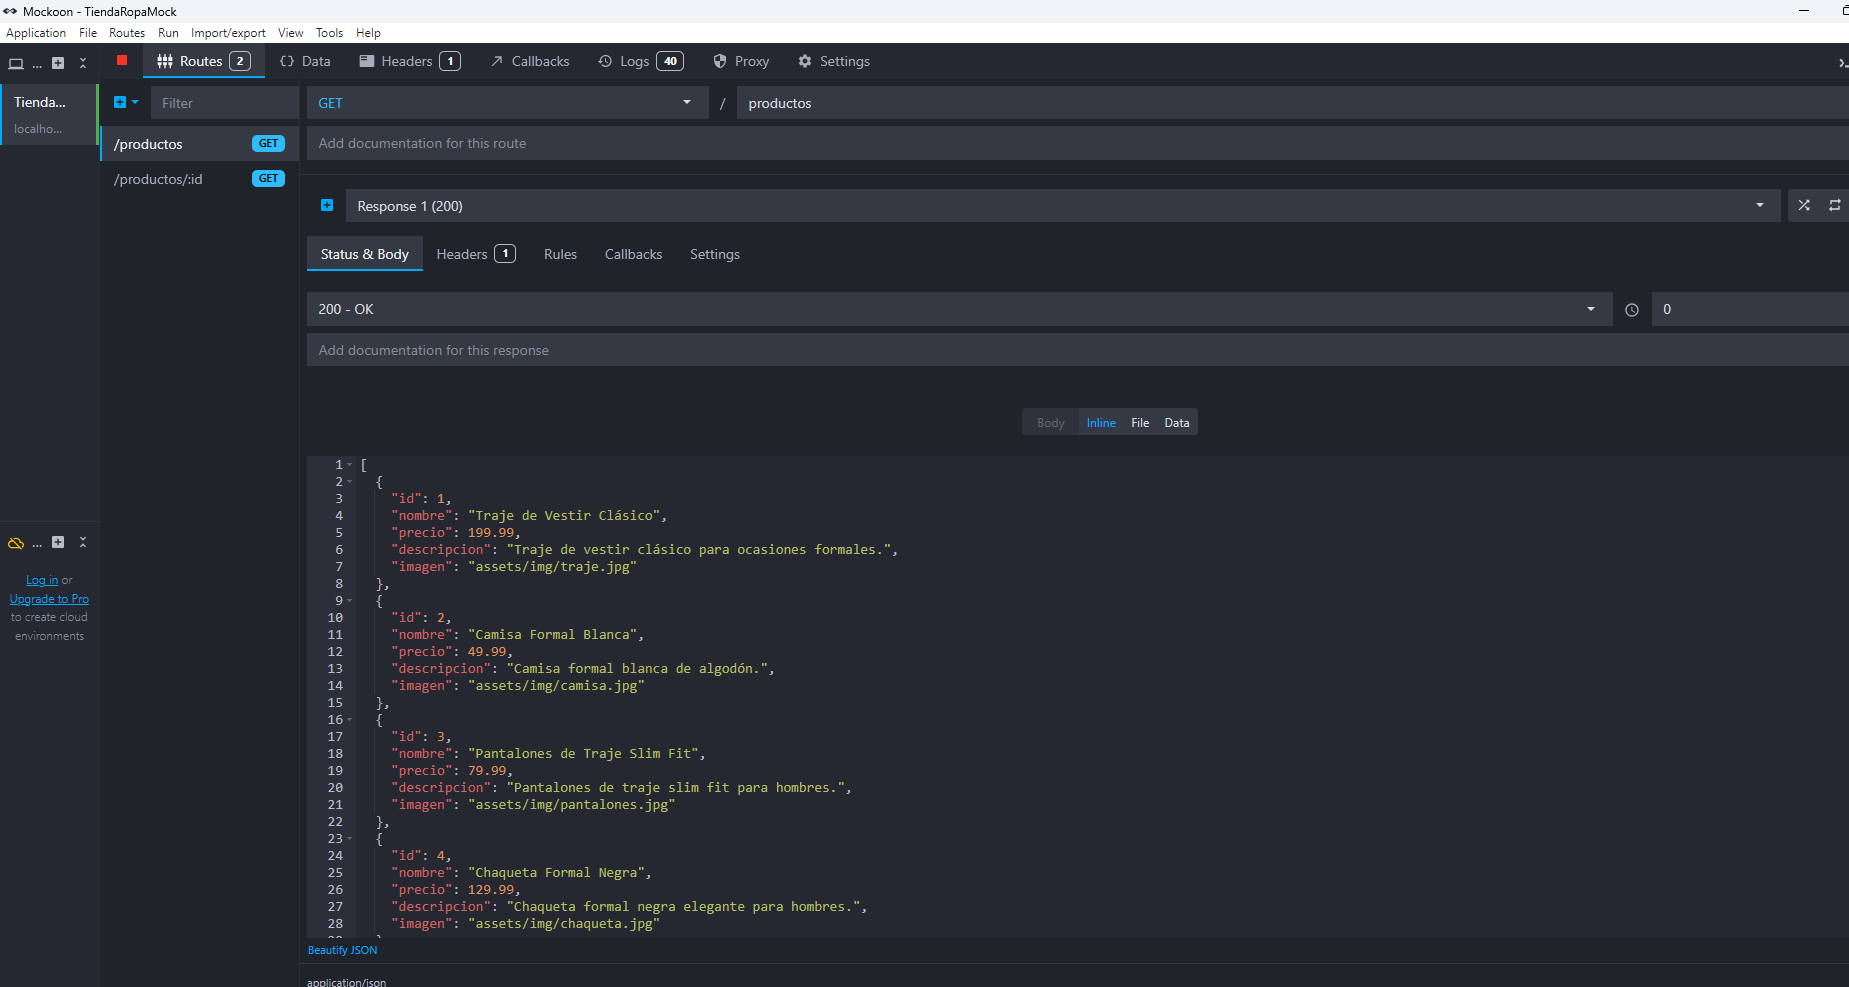 Mockoon - TiendaRopaMock
Application File Routes Run Import/export View Tools Help
... Routes 2 Data Headers 1 Callbacks Logs 40 Proxy Settings
Tienda...
localho...
Filter
GET / productos
/productos GET
Add documentation for this route
/productos/:id GET
Response 1 (200)
Status & Body Headers 1 Rules Callbacks Settings
200 - OK 0
Add documentation for this response
Body Inline File Data
1 [
2 {
3 "id": 1,
4 "nombre": "Traje de Vestir Clásico",
5 "precio": 199.99,
6 "descripcion": "Traje de vestir clásico para ocasiones formales.",
7 "imagen": "assets/img/traje.jpg"
8 },
9 {
10 "id": 2,
11 "nombre": "Camisa Formal Blanca",
12 "precio": 49.99,
13 "descripcion": "Camisa formal blanca de algodón.",
14 "imagen": "assets/img/camisa.jpg"
15 },
16 {
17 "id": 3,
18 "nombre": "Pantalones de Traje Slim Fit",
19 "precio": 79.99,
20 "descripcion": "Pantalones de traje slim fit para hombres.",
21 "imagen": "assets/img/pantalones.jpg"
22 },
23 {
24 "id": 4,
25 "nombre": "Chaqueta Formal Negra",
26 "precio": 129.99,
27 "descripcion": "Chaqueta formal negra elegante para hombres.",
28 "imagen": "assets/img/chaqueta.jpg"
...
Log in or
Upgrade to Pro
to create cloud
environments
Beautify JSON
application/json